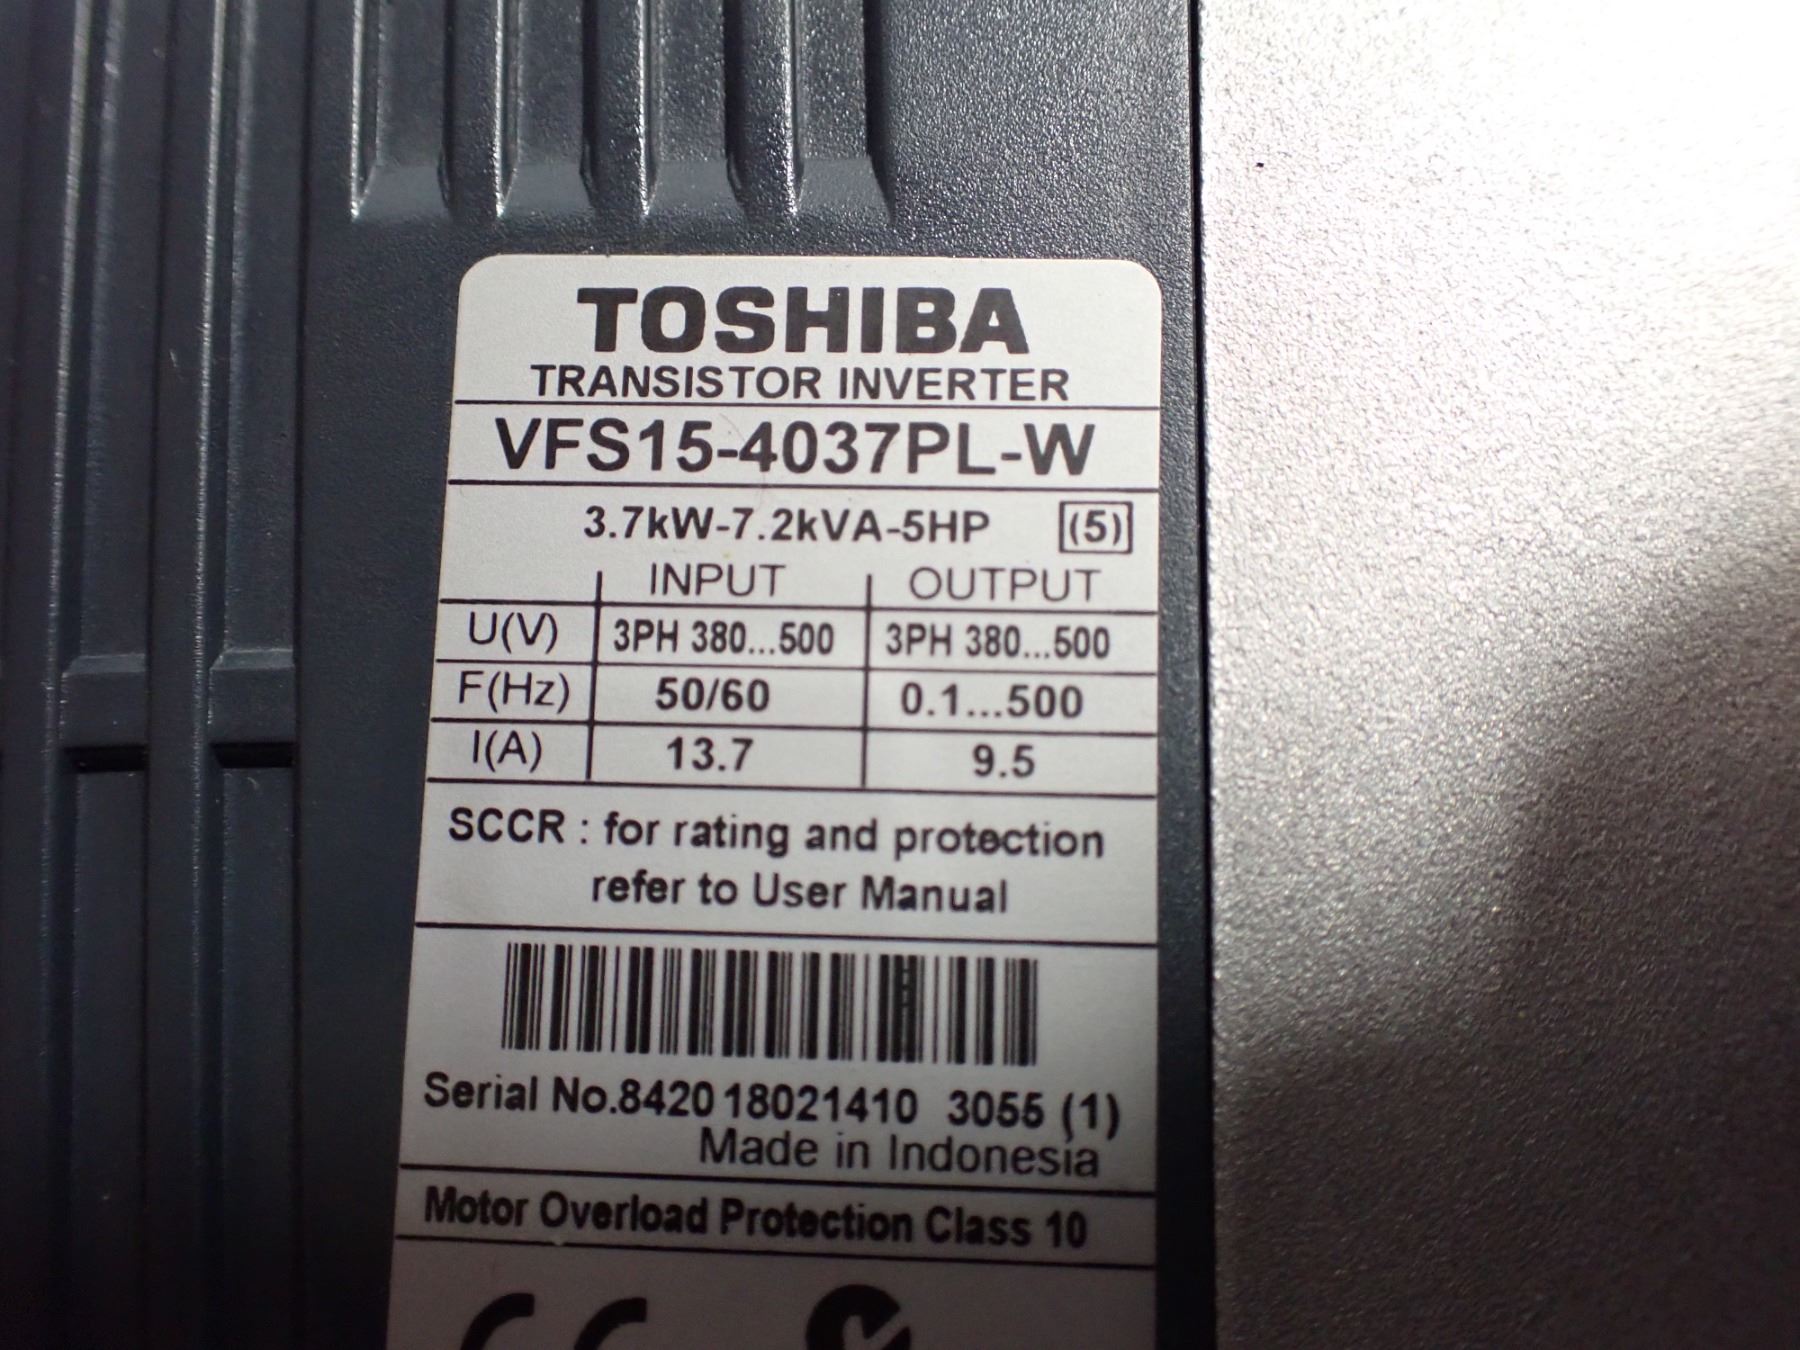 TOSHIBA
TRANSISTOR INVERTER
VFS15-4037PL-W
3.7kW-7.2kVA-5HP (5)
INPUT OUTPUT
U(V) 3PH 380...500 3PH 380...500
F(Hz) 50/60 0.1...500
I(A) 13.7 9.5
SCCR : for rating and protection
refer to User Manual
Serial No.842018021410 3055 (1)
Made in Indonesia
Motor Overload Protection Class 10
CE